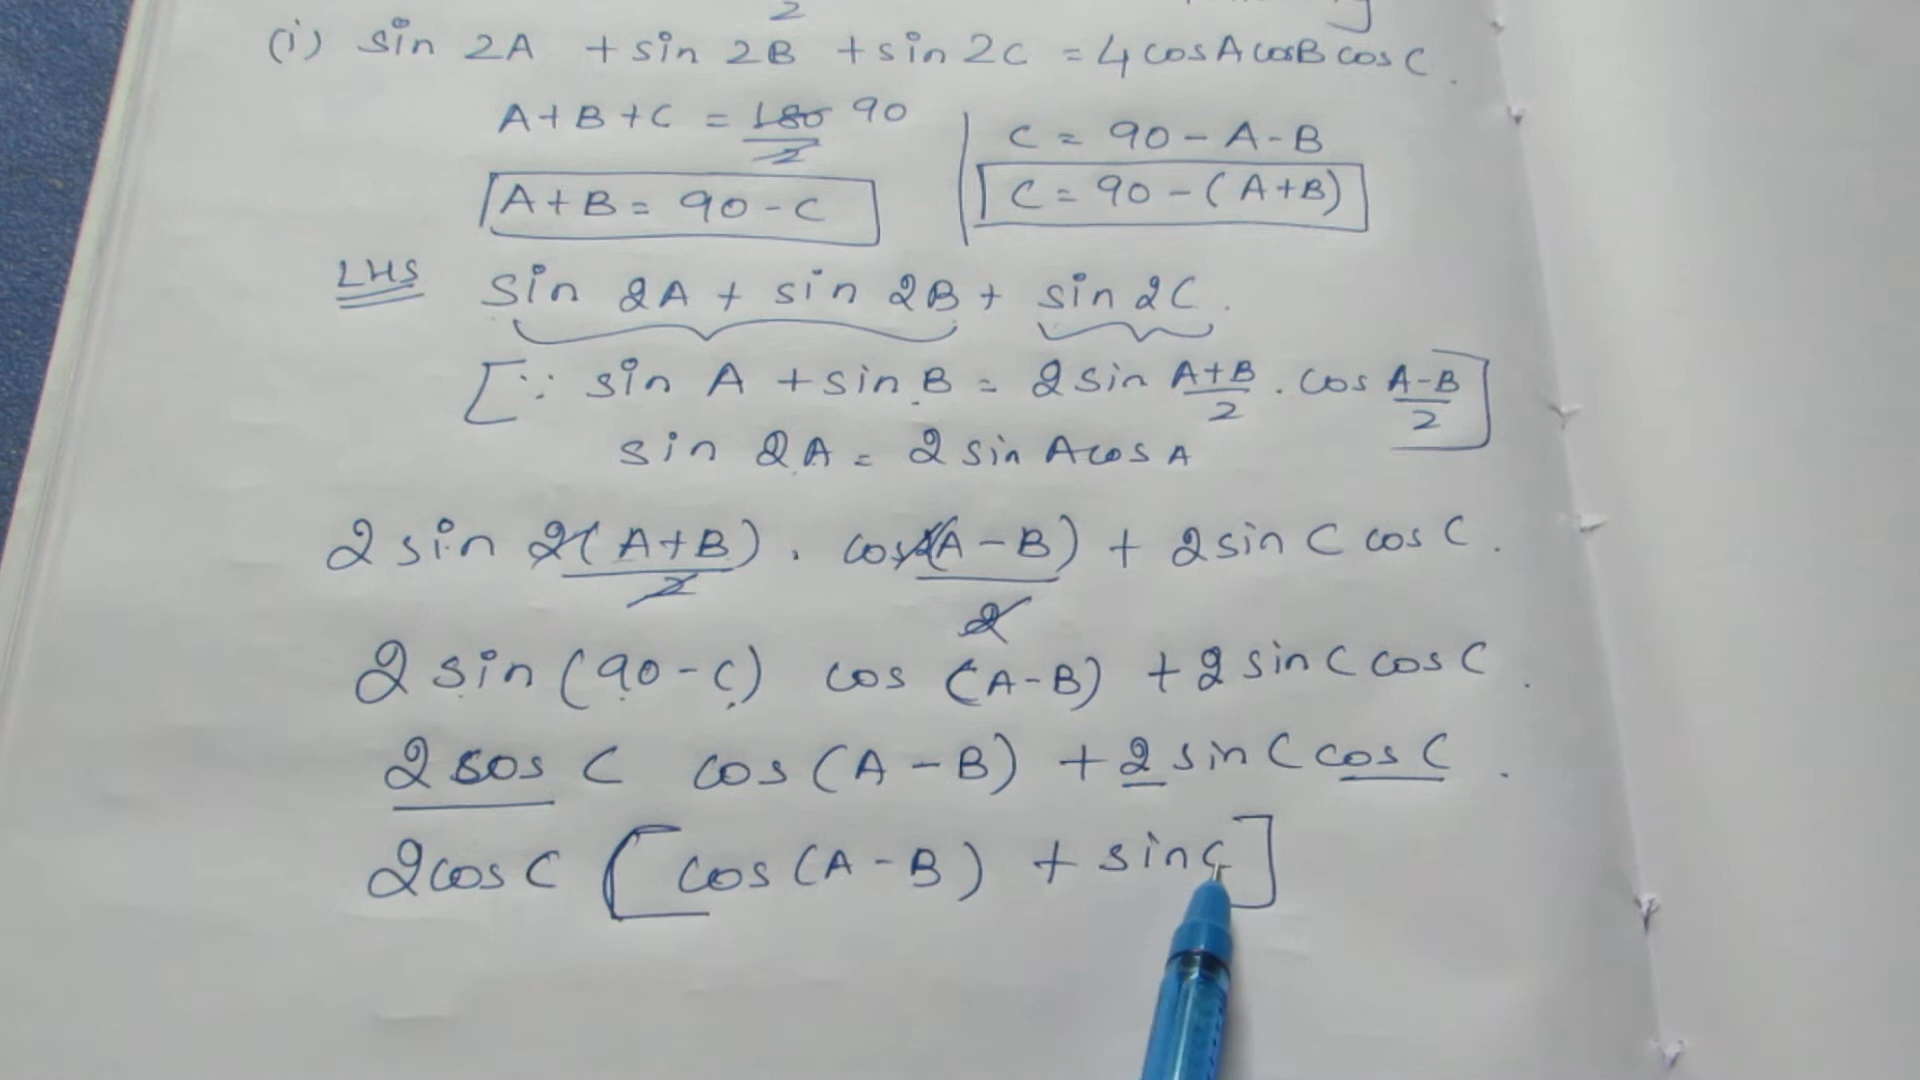 2
(i) sin 2A + sin 2B + sin 2C = 4 cos A cos B cos C.
A + B + C = 180/2 90
C = 90 - A - B
A + B = 90 - C
C = 90 - (A + B)
LHS sin 2A + sin 2B + sin 2C.
[∵ sin A + sin B = 2 sin A+B/2 . cos A-B/2]
sin 2A = 2 sin A cos A
2 sin 2(A+B)/2 . cos 2(A-B)/2 + 2 sin C cos C.
2 sin (90 - C) cos (A-B) + 2 sin C cos C.
2 cos C cos (A - B) + 2 sin C cos C.
2 cos C [cos (A - B) + sin C]